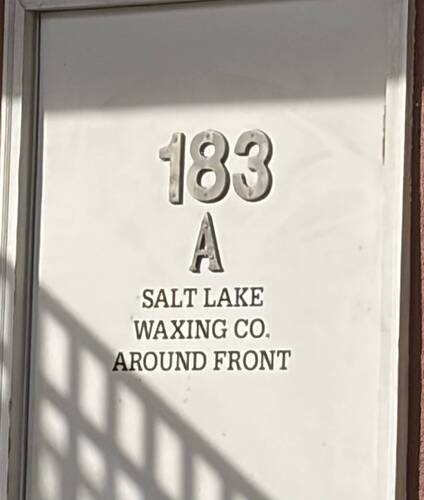 183
A
SALT LAKE
WAXING CO.
AROUND FRONT